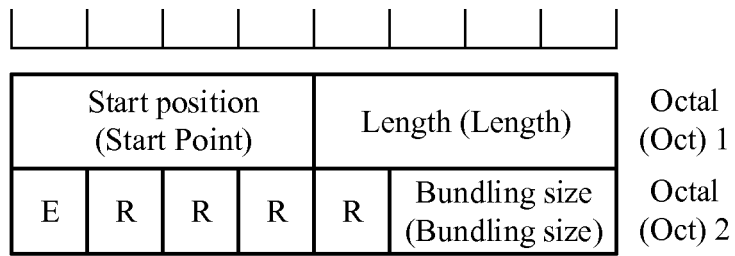 Start position
(Start Point)
Length (Length)
Octal
(Oct) 1
E R R R R
Bundling size
(Bundling size)
Octal
(Oct) 2